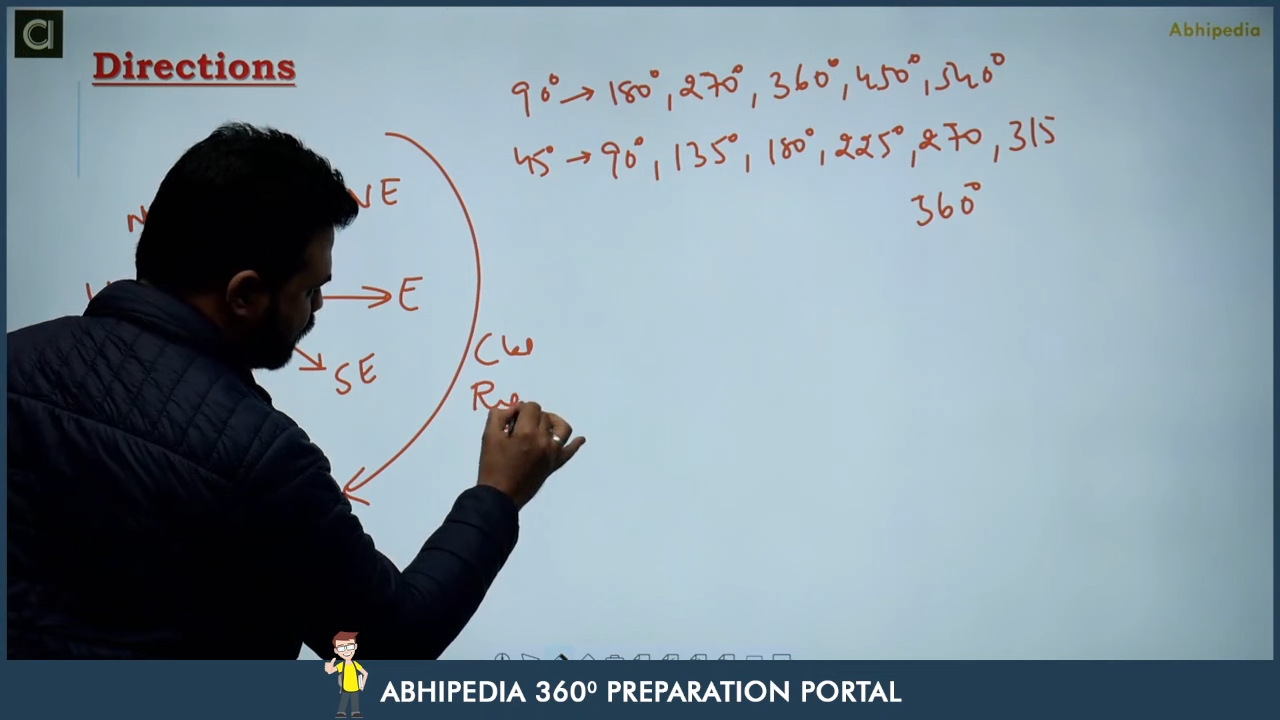 Abhipedia
Directions
90° → 180°, 270°, 360°, 450°, 540°
45° → 90°, 135°, 180°, 225°, 270, 315
360°
NE
E
SE
CW
ABHIPEDIA 360⁰ PREPARATION PORTAL